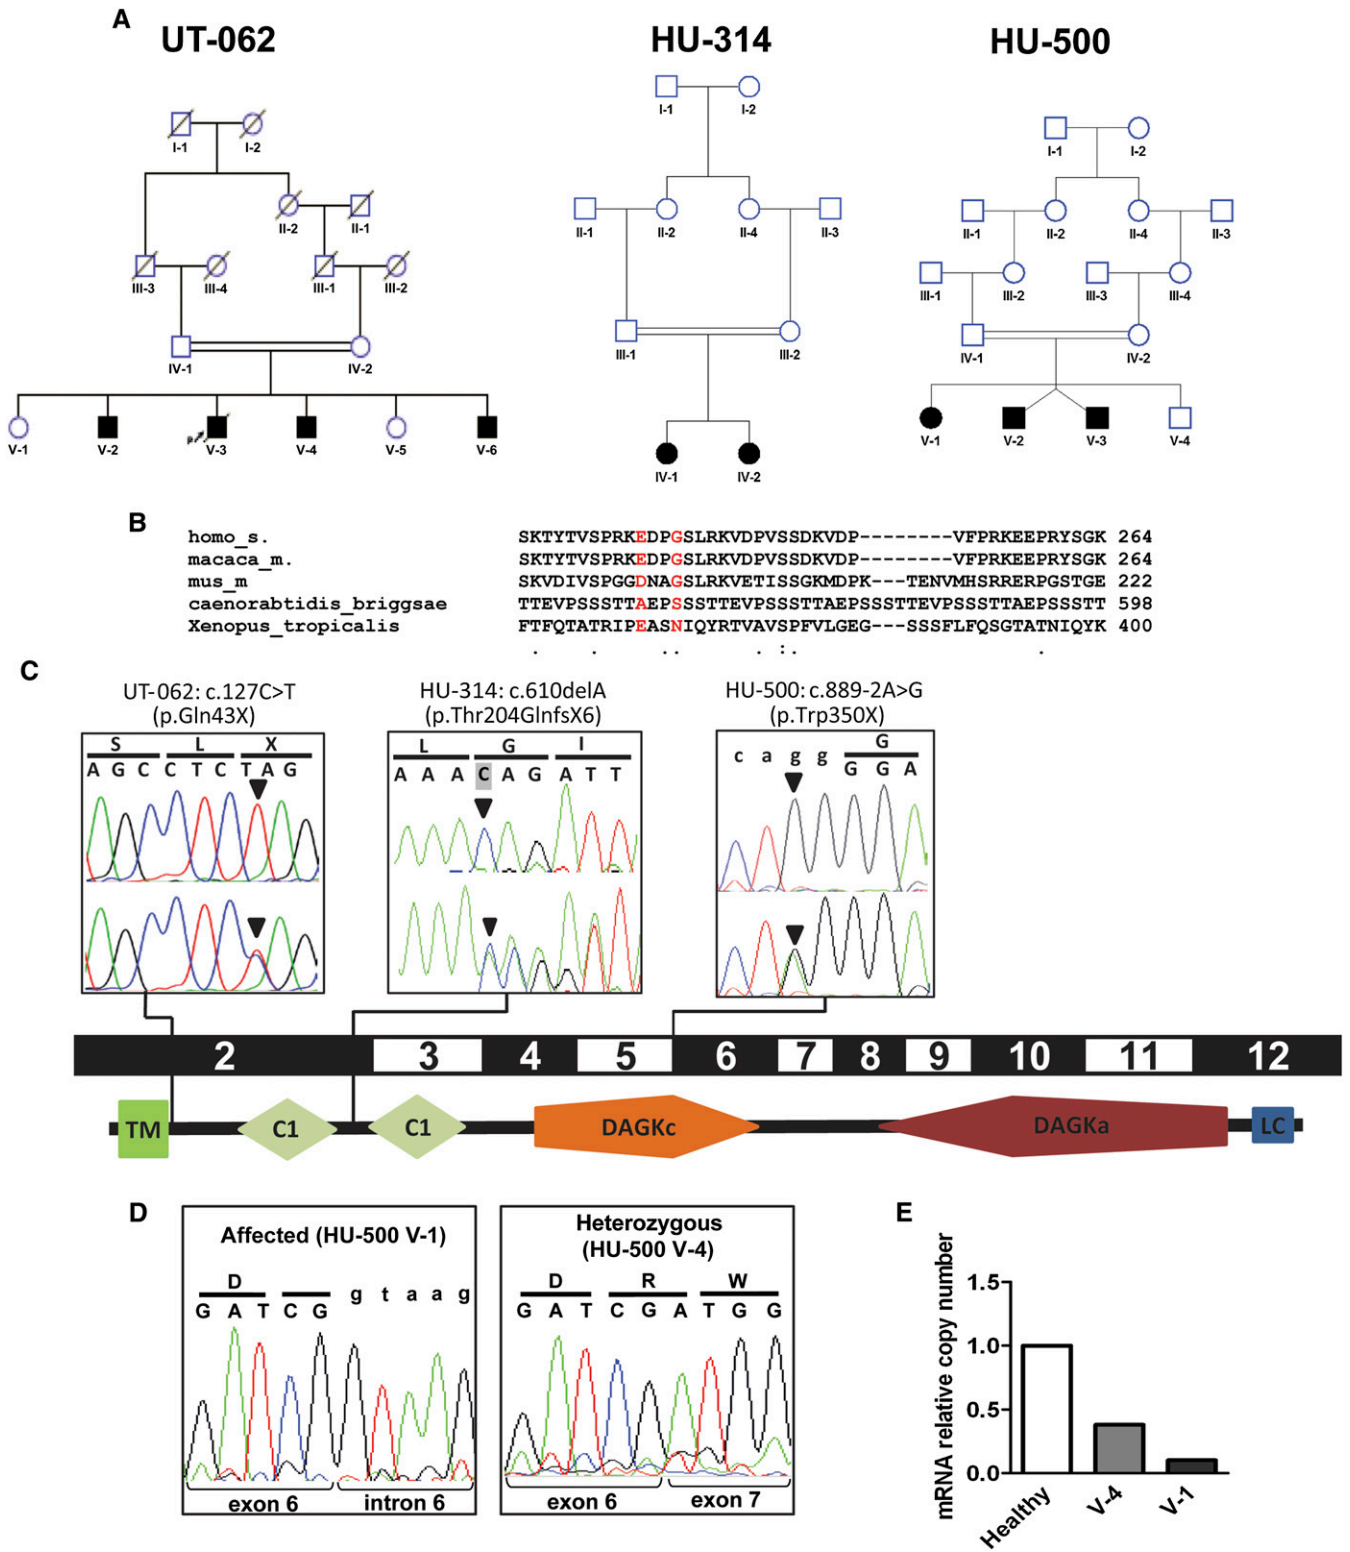 A
UT-062
HU-314
HU-500
I-1
I-2
II-2
II-1
III-3
III-4
III-1
III-2
IV-1
IV-2
V-1
V-2
P
V-3
V-4
V-5
V-6
I-1
I-2
II-1
II-2
II-4
II-3
III-1
III-2
IV-1
IV-2
I-1
I-2
II-1
II-2
II-4
II-3
III-1
III-2
III-3
III-4
IV-1
IV-2
V-1
V-2
V-3
V-4
B
homo_s. SKTYTVSPRKEDPGSLRKVDPVSSDKVDP--------VFPRKEEPRYSGK 264
macaca_m. SKTYTVSPRKEDPGSLRKVDPVSSDKVDP--------VFPRKEEPRYSGK 264
mus_m SKVDIVSPGGDNAGSLRKVETISSGKMDPK---TENVMHSRRERPGSTGE 222
caenorabtidis_briggsae TTEVPSSSTTAEPSSSTTEVPSSSTTAEPSSSTTEVPSSSTTAEPSSSTT 598
Xenopus_tropicalis FTFQTATRIPEASNIQYRTVAVSPFVLGEG---SSSFLFQSGTATNIQYK 400
. . .. . :. .
C
UT-062: c.127C>T
(p.Gln43X)
S L X
A G C C T C T A G
HU-314: c.610delA
(p.Thr204GlnfsX6)
L G I
A A A C A G A T T
HU-500: c.889-2A>G
(p.Trp350X)
G
c a g g G G A
2 3 4 5 6 7 8 9 10 11 12
TM C1 C1 DAGKc DAGKa LC
D
Affected (HU-500 V-1)
D
G A T C G g t a a g
exon 6 intron 6
Heterozygous
(HU-500 V-4)
D R W
G A T C G A T G G
exon 6 exon 7
E
mRNA relative copy number
1.5
1.0
0.5
0.0
Healthy
V-4
V-1